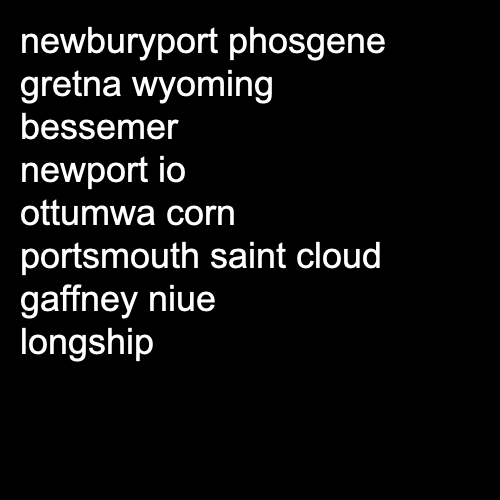 newburyport phosgene
gretna wyoming
bessemer
newport io
ottumwa corn
portsmouth saint cloud
gaffney niue
longship